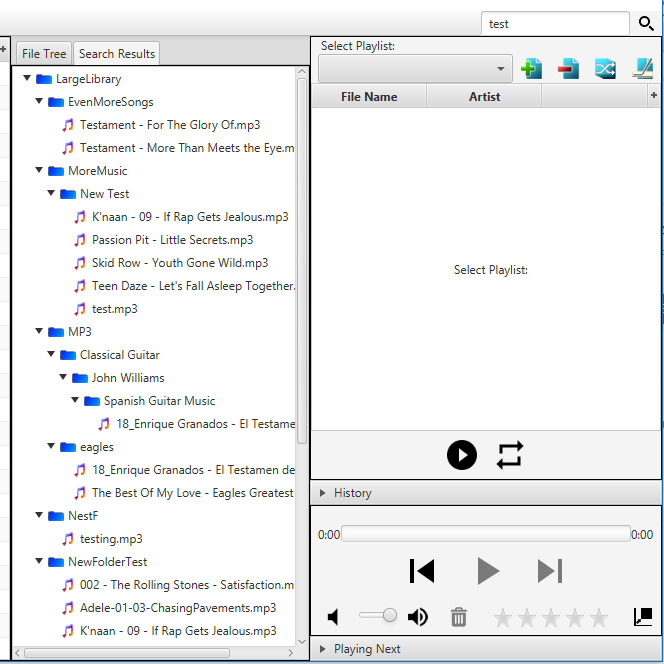 test
File Tree
Search Results
LargeLibrary
EvenMoreSongs
Testament - For The Glory Of.mp3
Testament - More Than Meets the Eye.m
MoreMusic
New Test
K'naan - 09 - If Rap Gets Jealous.mp3
Passion Pit - Little Secrets.mp3
Skid Row - Youth Gone Wild.mp3
Teen Daze - Let's Fall Asleep Together.
test.mp3
MP3
Classical Guitar
John Williams
Spanish Guitar Music
18_Enrique Granados - El Testame
eagles
18_Enrique Granados - El Testamen de
The Best Of My Love - Eagles Greatest
NestF
testing.mp3
NewFolderTest
002 - The Rolling Stones - Satisfaction.m
Adele-01-03-ChasingPavements.mp3
K'naan - 09 - If Rap Gets Jealous.mp3
Select Playlist:
File Name Artist +
Select Playlist:
History
0:00 0:00
Playing Next